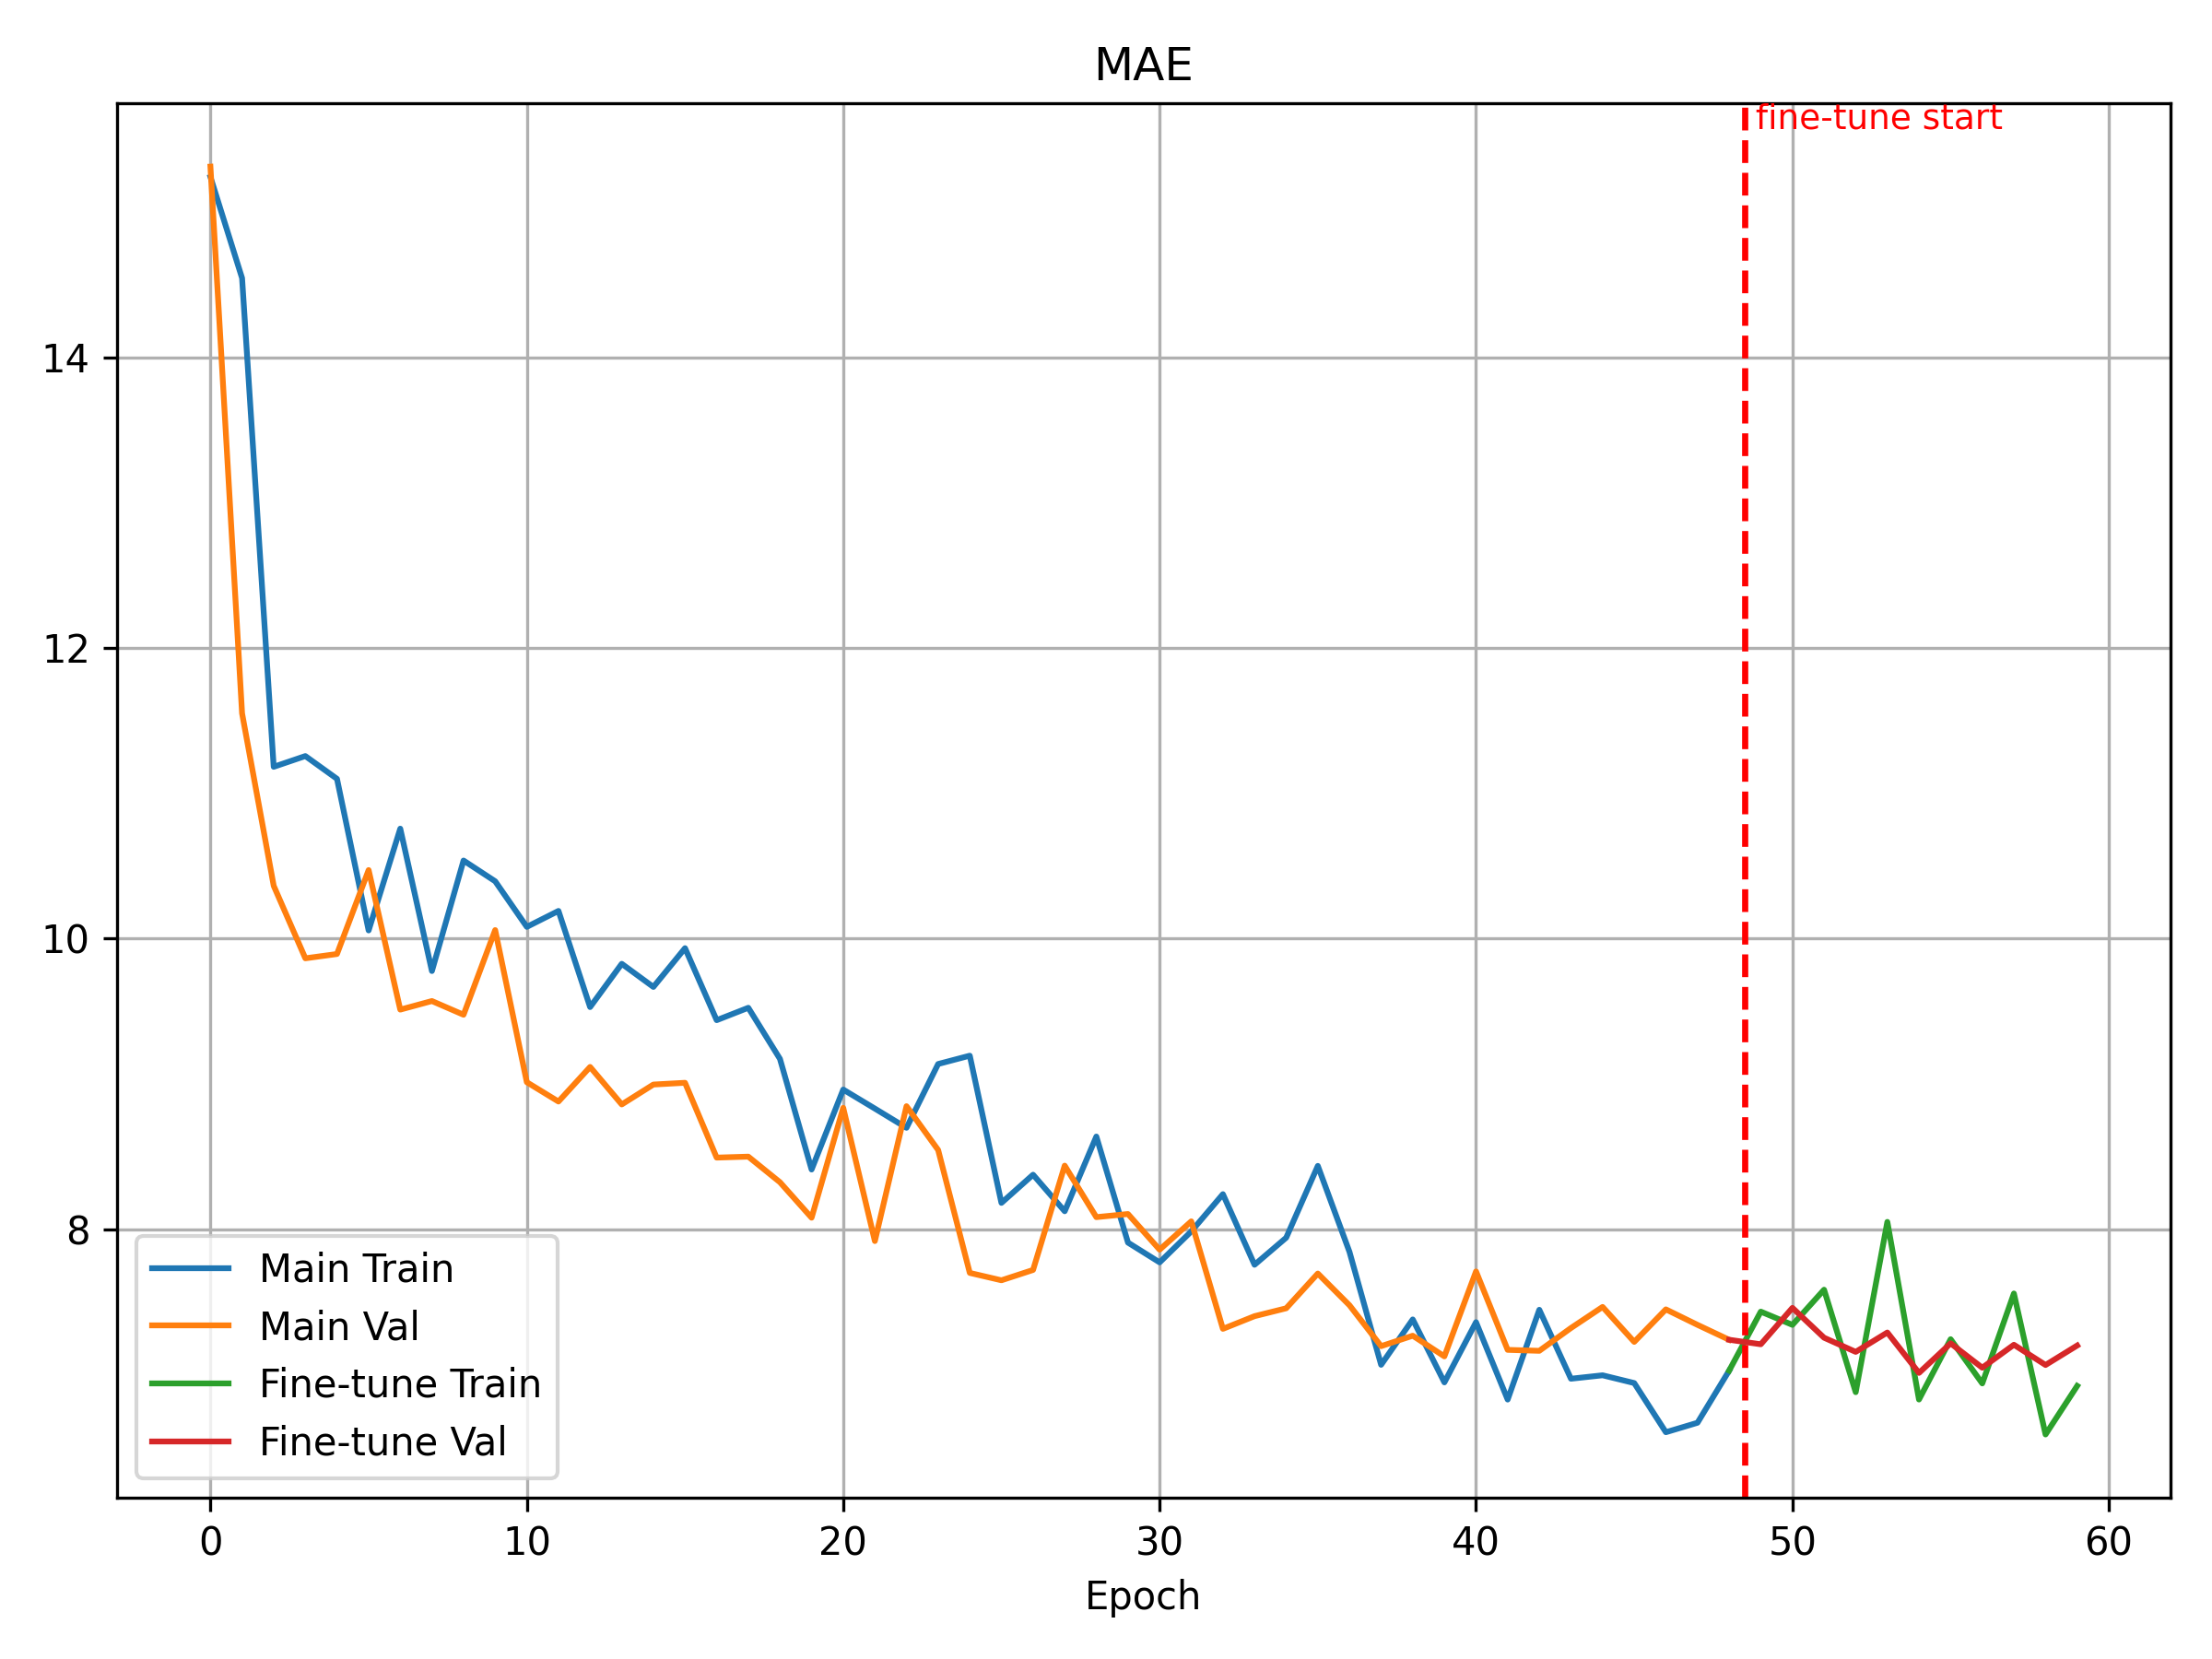 MAE
fine-tune start
14
12
10
8
Main Train
Main Val
Fine-tune Train
Fine-tune Val
0 10 20 30 40 50 60
Epoch